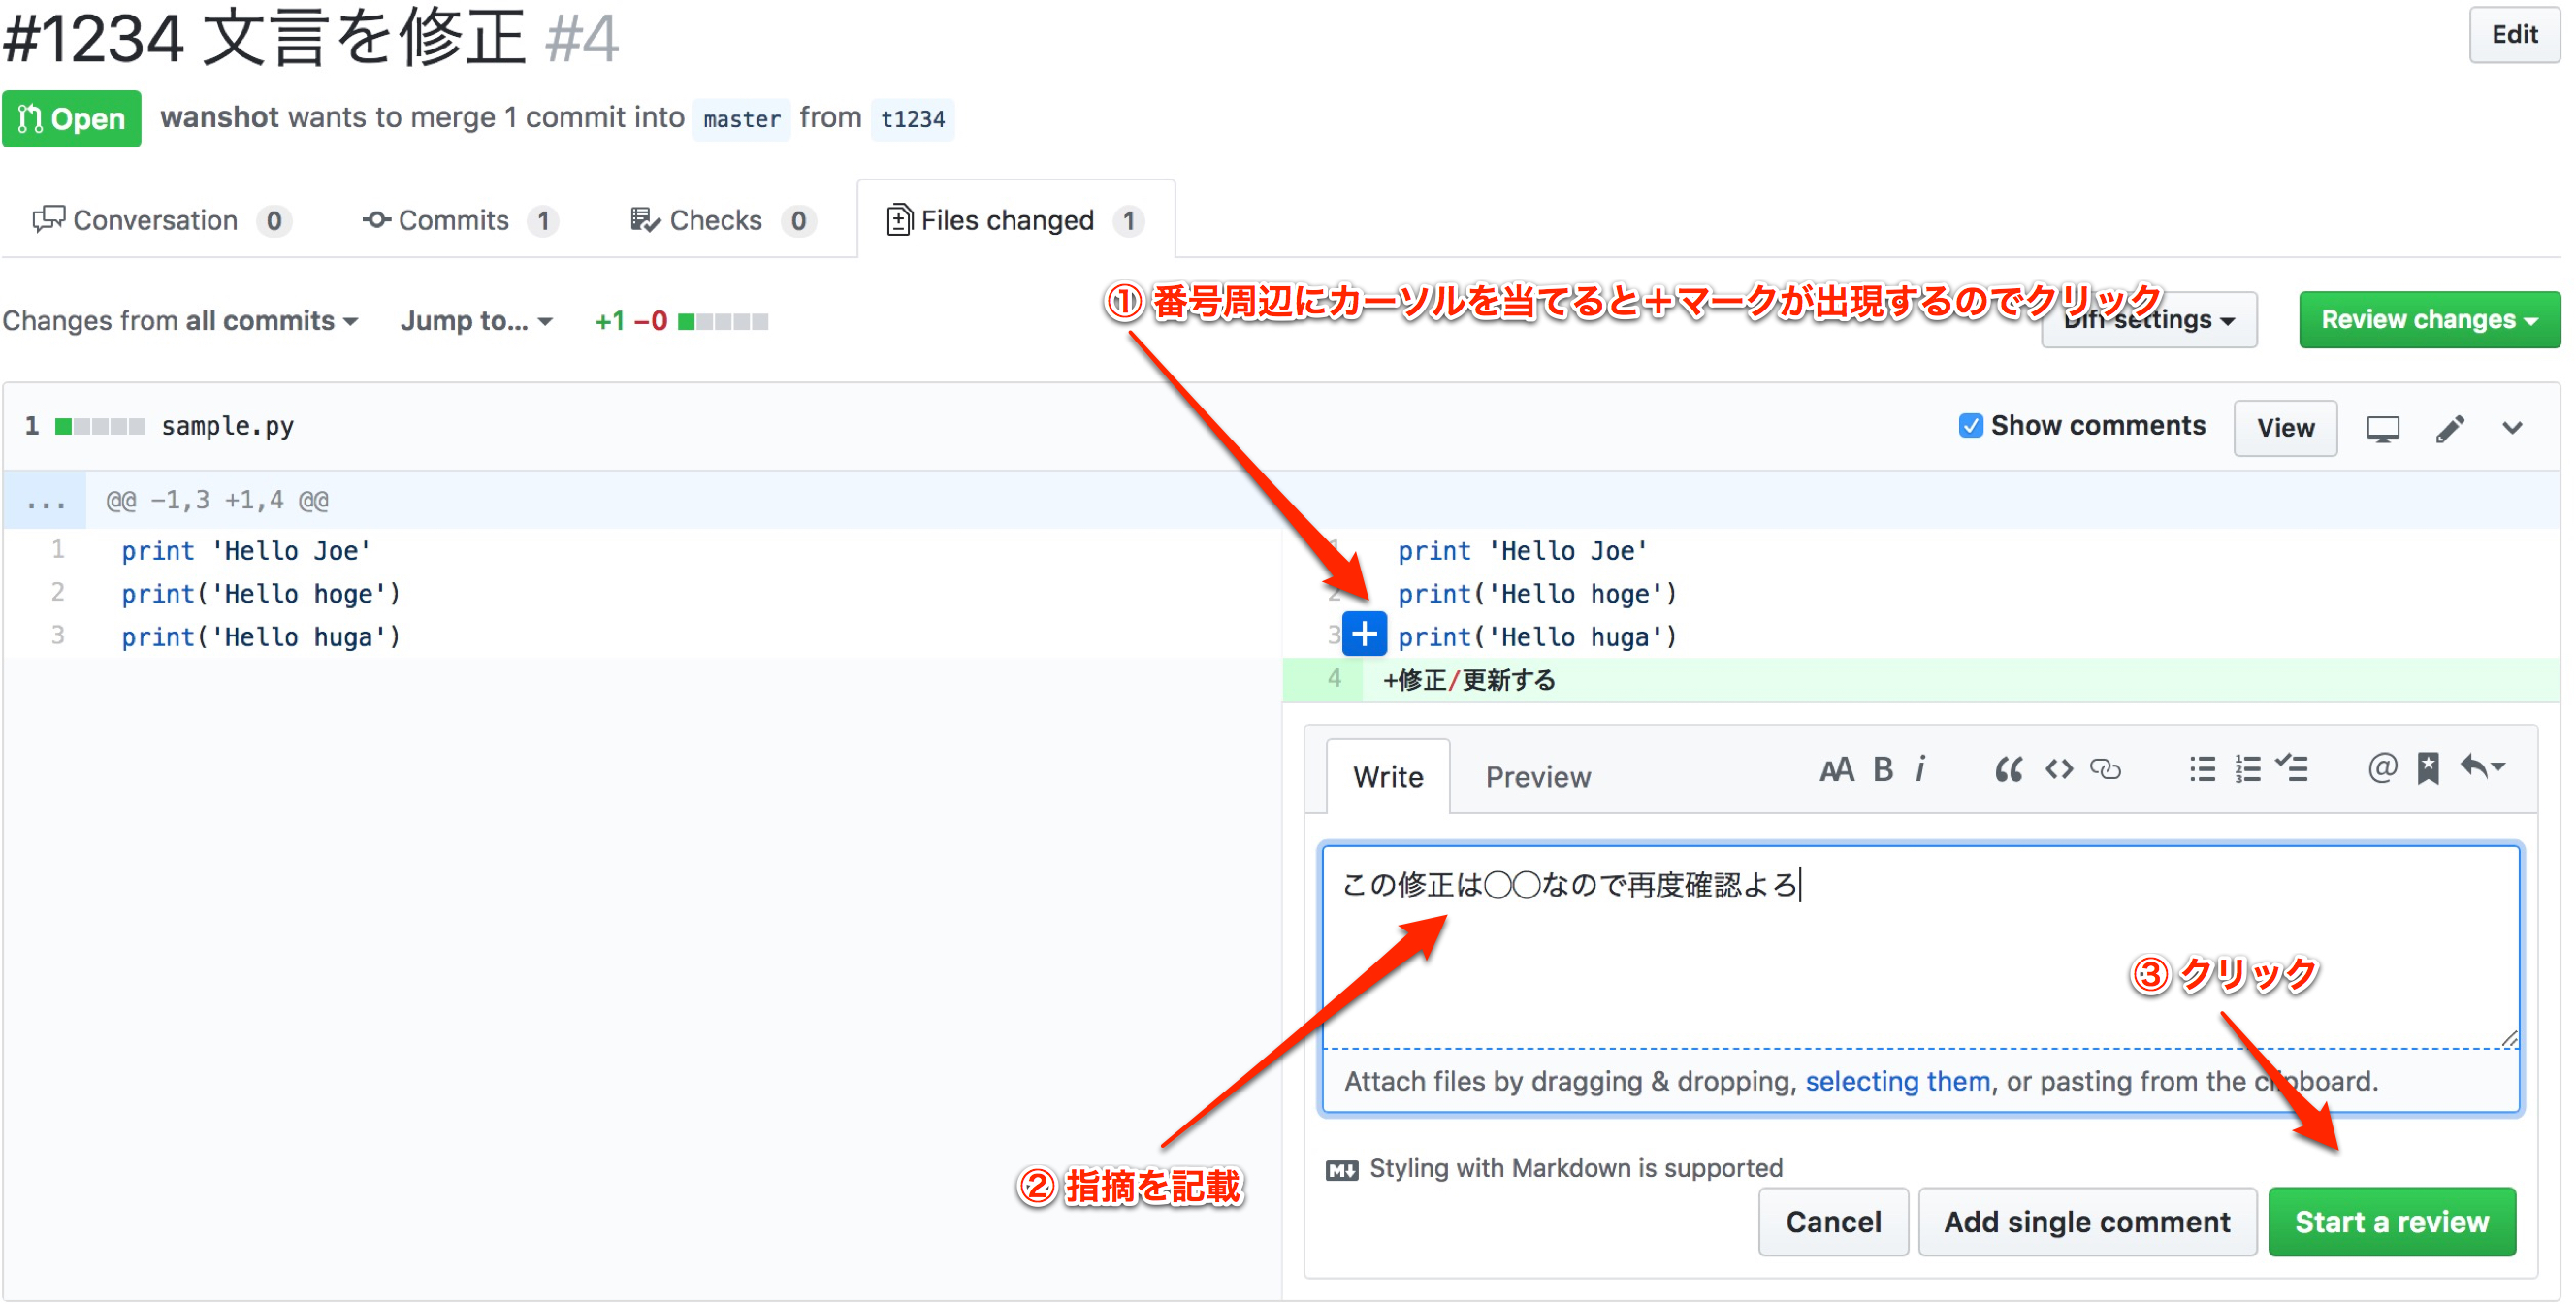 #1234 文言を修正 #4
Edit
Open wanshot wants to merge 1 commit into master from t1234
Conversation 0 Commits 1 Checks 0 Files changed 1
① 番号周辺にカーソルを当てると＋マークが出現するのでクリック
Changes from all commits Jump to... +1 −0 Diff settings Review changes
1 sample.py Show comments View
... @@ −1,3 +1,4 @@
1 print 'Hello Joe'
2 print('Hello hoge')
3 print('Hello huga')
1 print 'Hello Joe'
2 print('Hello hoge')
3 print('Hello huga')
4 +修正/更新する
Write Preview AA B i
この修正は◯◯なので再度確認よろ
③ クリック
Attach files by dragging & dropping, selecting them, or pasting from the clipboard.
② 指摘を記載
M↓ Styling with Markdown is supported
Cancel Add single comment Start a review